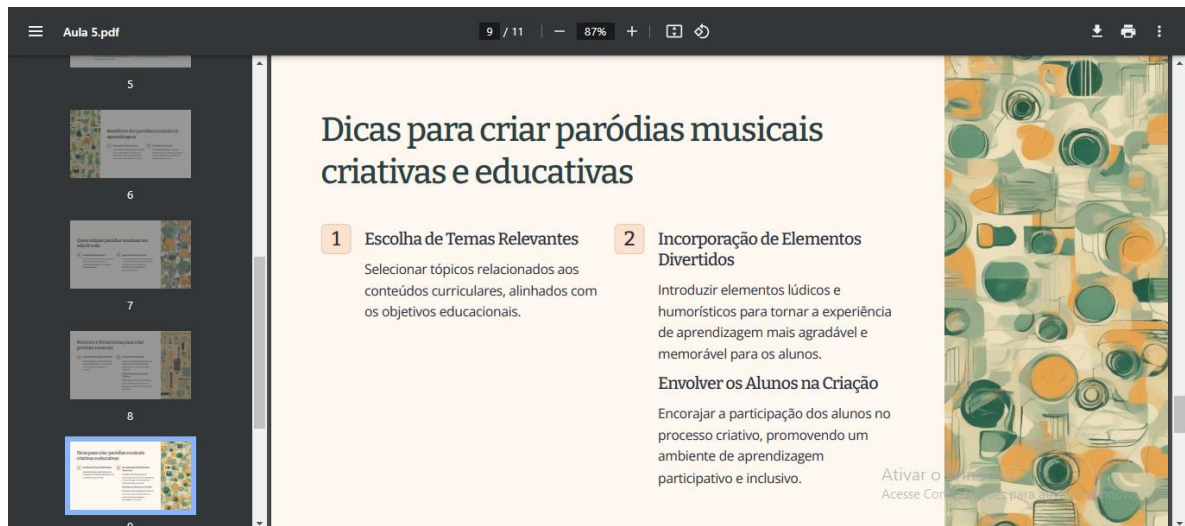 Aula 5.pdf
9 / 11
87%
5
6
7
8
9
Dicas para criar paródias musicais
criativas e educativas
1
Escolha de Temas Relevantes
Selecionar tópicos relacionados aos
conteúdos curriculares, alinhados com
os objetivos educacionais.
2
Incorporação de Elementos
Divertidos
Introduzir elementos lúdicos e
humorísticos para tornar a experiência
de aprendizagem mais agradável e
memorável para os alunos.
Envolver os Alunos na Criação
Encorajar a participação dos alunos no
processo criativo, promovendo um
ambiente de aprendizagem
participativo e inclusivo.
Ativar o
Acesse para